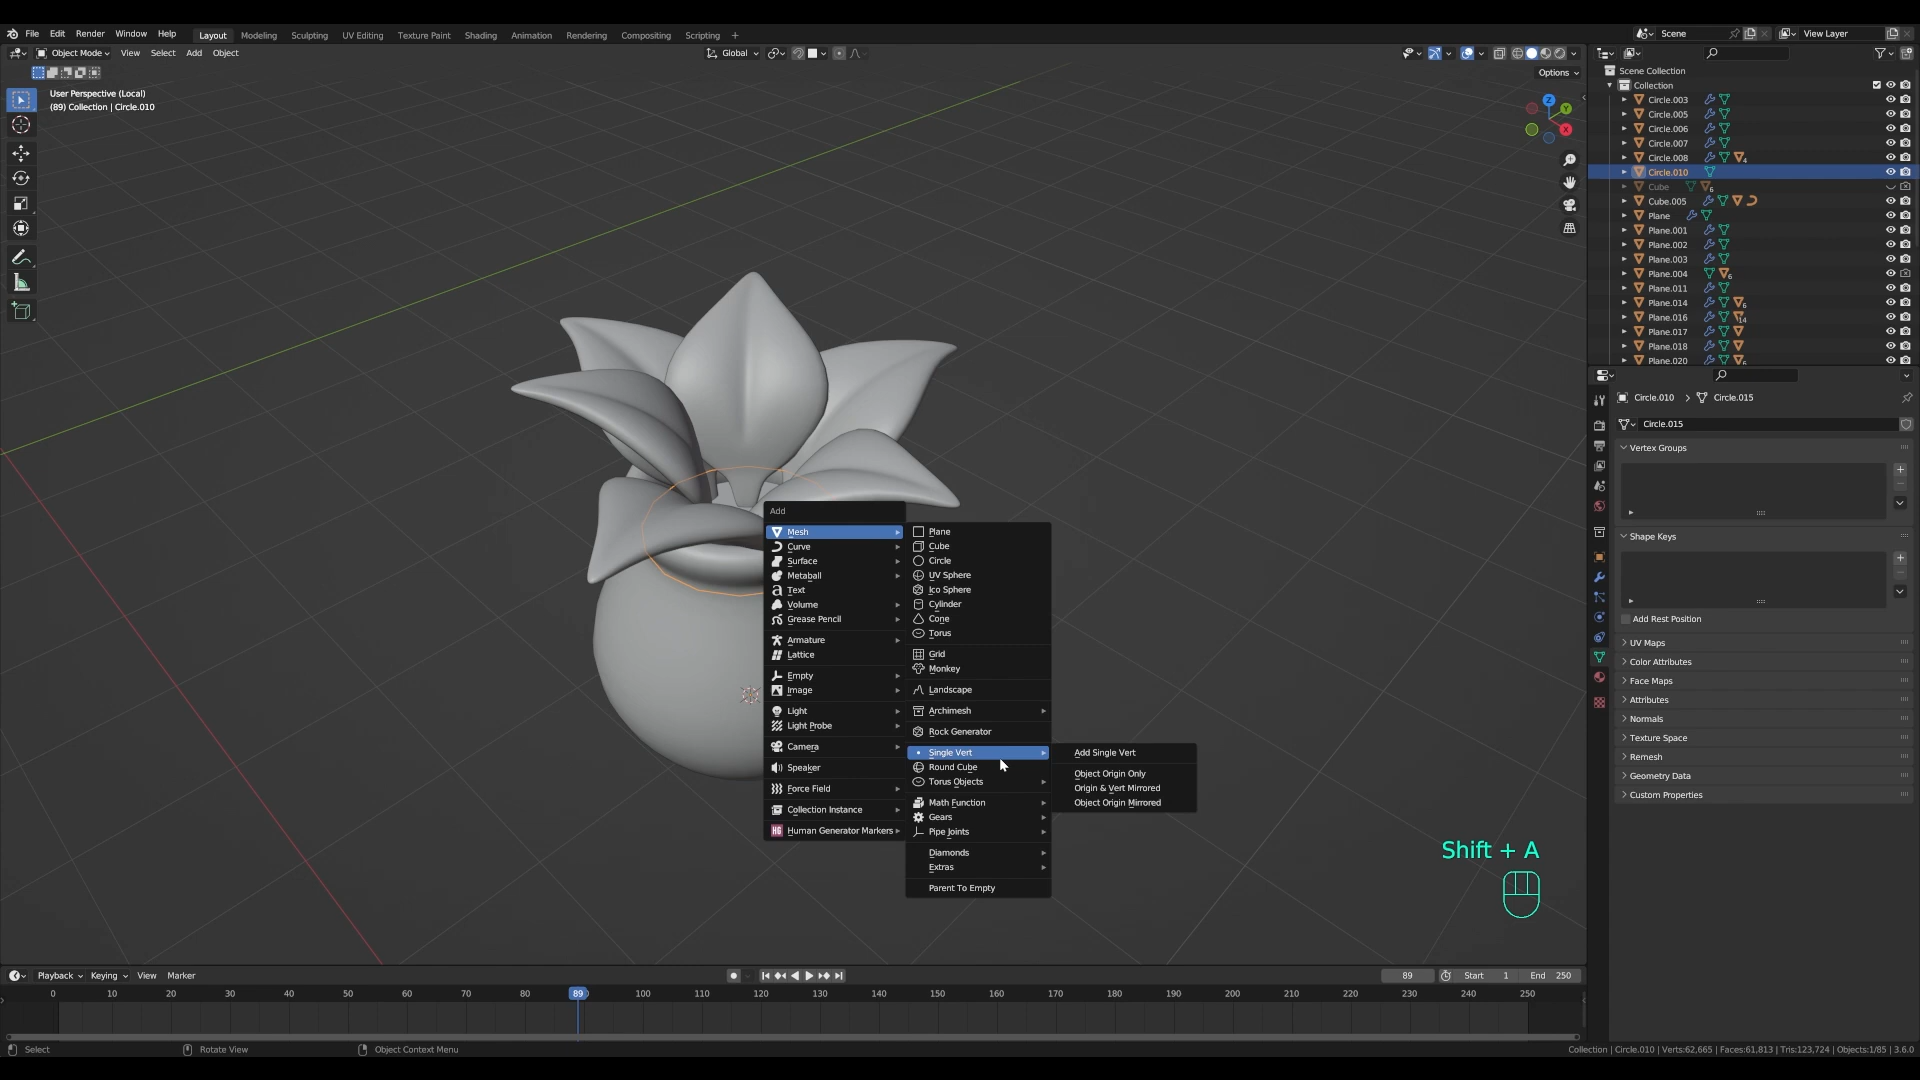 File Edit Render Window Help Layout Modeling Sculpting UV Editing Texture Paint Shading Animation Rendering Compositing Scripting + Scene View Layer
Object Mode View Select Add Object Global
Options
User Perspective (Local)
(89) Collection | Circle.010
Z
Y
X
Scene Collection
Collection
Circle.003
Circle.005
Circle.006
Circle.007
Circle.008 4
Circle.010
Cube 6
Cube.005
Plane
Plane.001
Plane.002
Plane.003
Plane.004 6
Plane.011
Plane.014 6
Plane.016 14
Plane.017
Plane.018
Plane.020 6
Circle.010 > Circle.015
Circle.015
Vertex Groups
Shape Keys
Add Rest Position
UV Maps
Color Attributes
Face Maps
Attributes
Normals
Texture Space
Remesh
Geometry Data
Custom Properties
Add
Mesh
Curve
Surface
Metaball
Text
Volume
Grease Pencil
Armature
Lattice
Empty
Image
Light
Light Probe
Camera
Speaker
Force Field
Collection Instance
HG Human Generator Markers
Plane
Cube
Circle
UV Sphere
Ico Sphere
Cylinder
Cone
Torus
Grid
Monkey
Landscape
Archimesh
Rock Generator
Single Vert
Round Cube
Torus Objects
Math Function
Gears
Pipe Joints
Diamonds
Extras
Parent To Empty
Add Single Vert
Object Origin Only
Origin & Vert Mirrored
Object Origin Mirrored
Shift + A
Playback Keying View Marker 89 Start 1 End 250
0 10 20 30 40 50 60 70 80 89 100 110 120 130 140 150 160 170 180 190 200 210 220 230 240 250
Select Rotate View Object Context Menu Collection | Circle.010 | Verts:62,665 | Faces:61,813 | Tris:123,724 | Objects:1/85 | 3.6.0